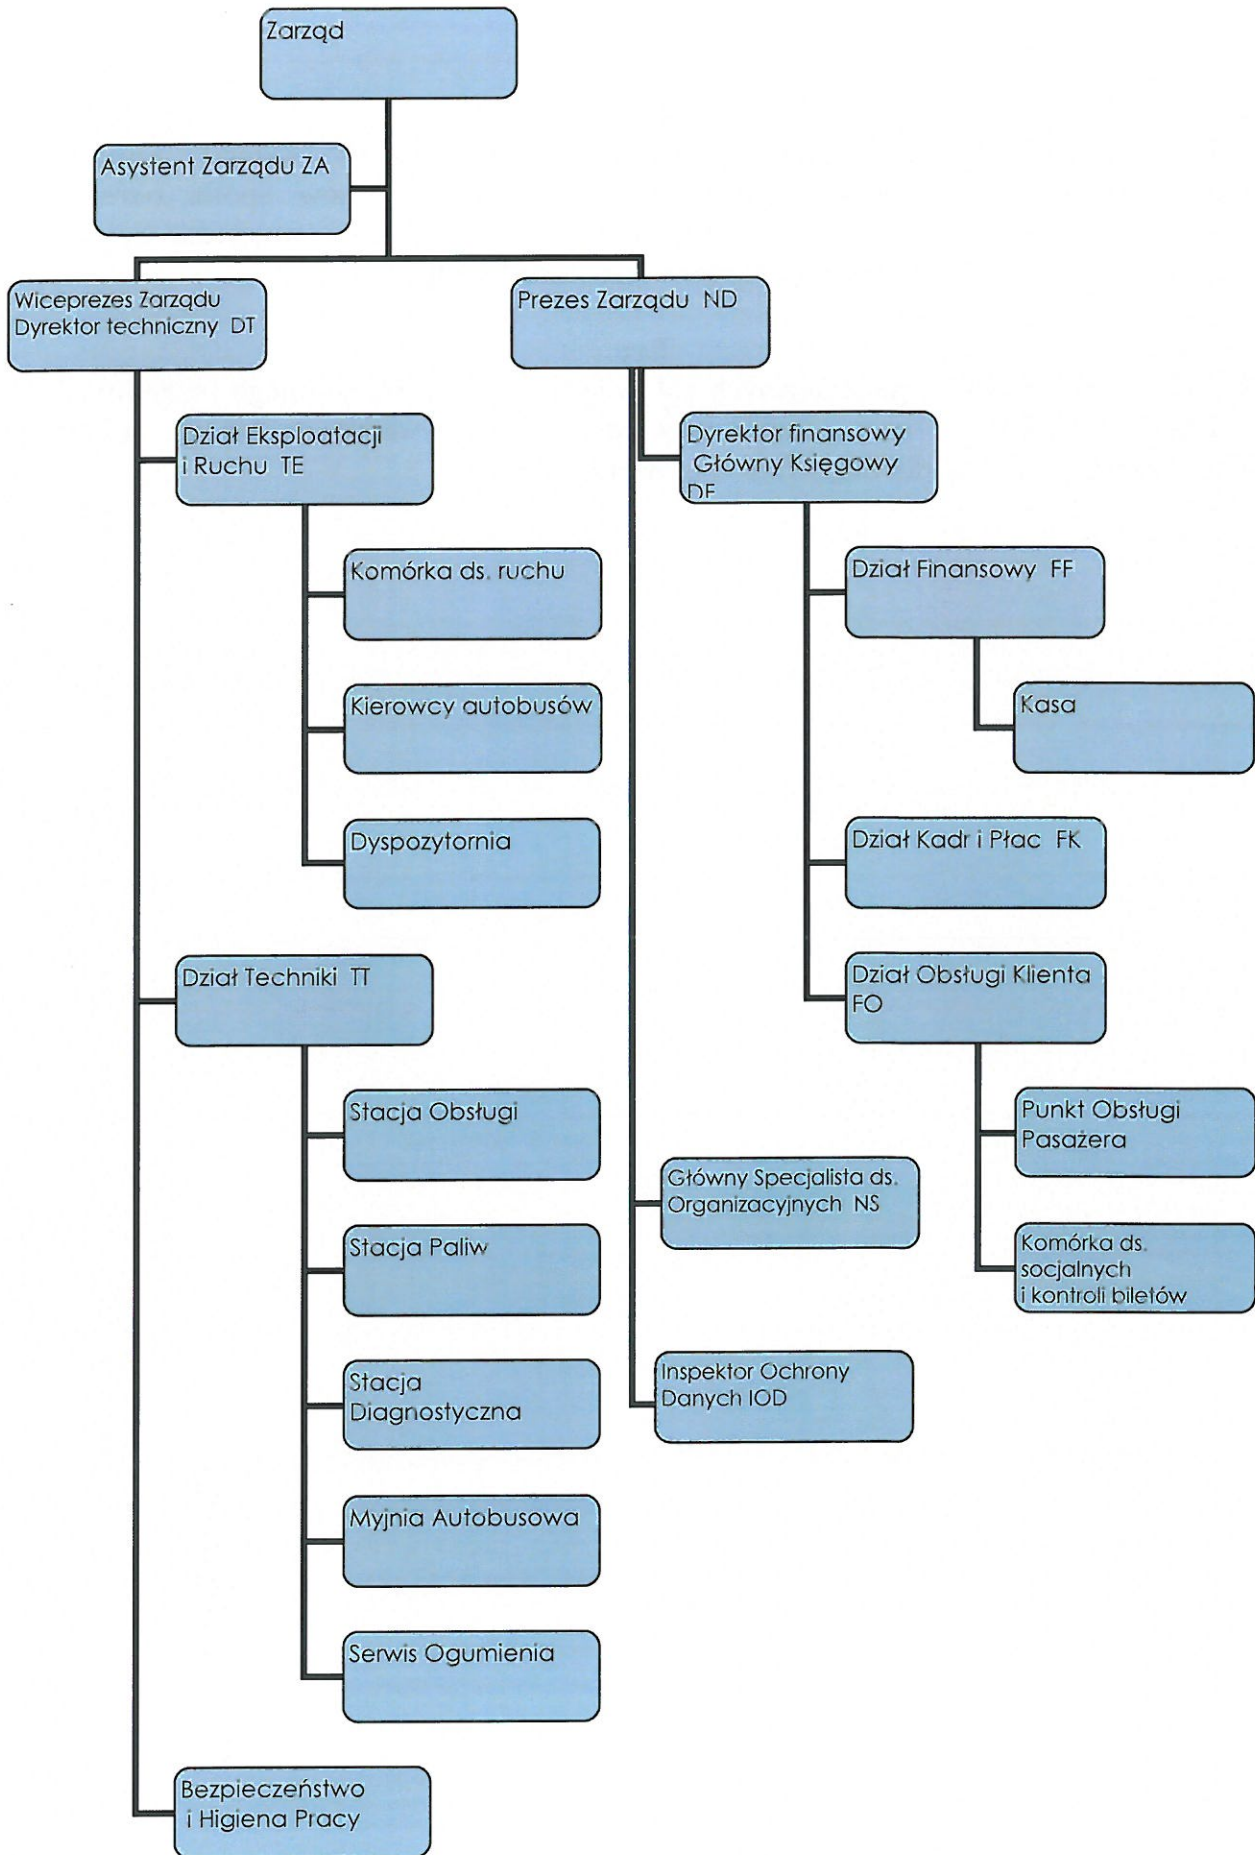 Zarząd
Asystent Zarządu ZA
Wiceprezes Zarządu
Dyrektor techniczny DT
Prezes Zarządu ND
Dział Eksploatacji
i Ruchu TE
Komórka ds. ruchu
Kierowcy autobusów
Dyspozytornia
Dział Techniki TT
Stacja Obsługi
Stacja Paliw
Stacja
Diagnostyczna
Myjnia Autobusowa
Serwis Ogumienia
Bezpieczeństwo
i Higiena Pracy
Dyrektor finansowy
Główny Księgowy
DF
Dział Finansowy FF
Kasa
Dział Kadr i Płac FK
Dział Obsługi Klienta
FO
Punkt Obsługi
Pasażera
Komórka ds.
socjalnych
i kontroli biletów
Główny Specjalista ds.
Organizacyjnych NS
Inspektor Ochrony
Danych IOD